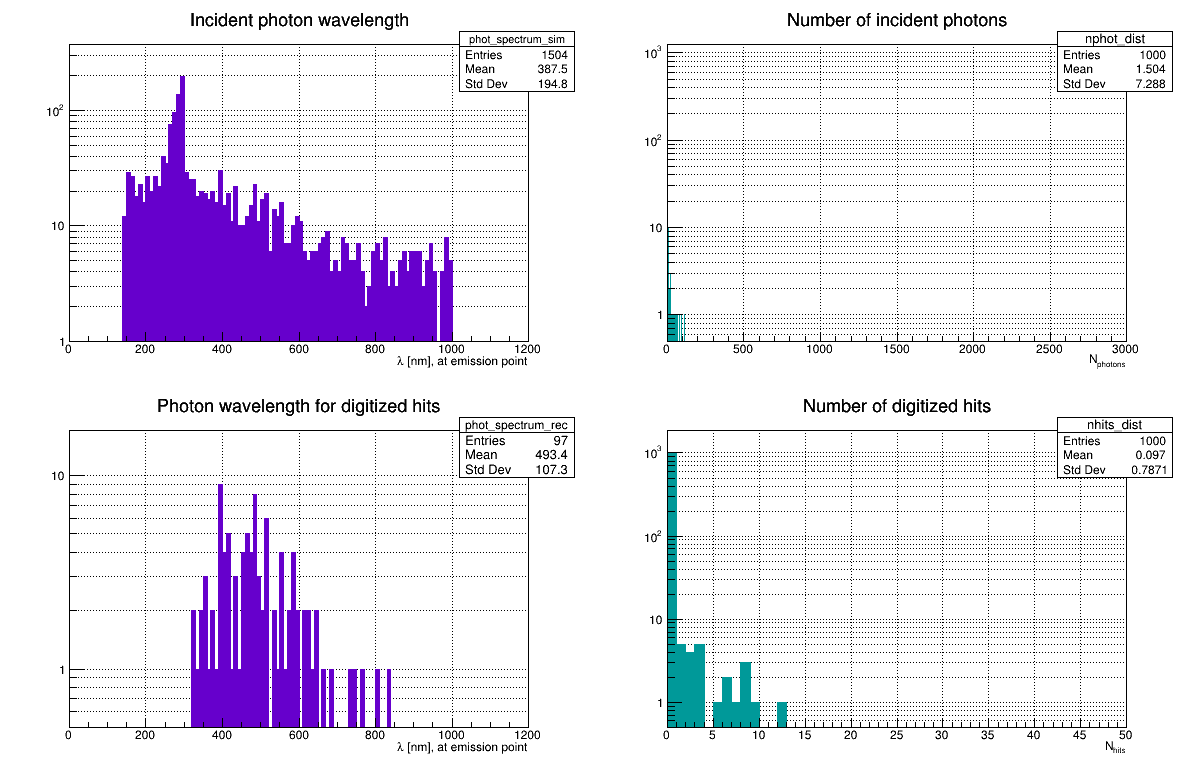 Incident photon wavelength
phot_spectrum_sim
Entries 1504
Mean 387.5
Std Dev 194.8
10²
10
1
0 200 400 600 800 1000 1200
λ [nm], at emission point
Number of incident photons
nphot_dist
Entries 1000
Mean 1.504
Std Dev 7.288
10³
10²
10
1
0 500 1000 1500 2000 2500 3000
N_photons
Photon wavelength for digitized hits
phot_spectrum_rec
Entries 97
Mean 493.4
Std Dev 107.3
10
1
0 200 400 600 800 1000 1200
λ [nm], at emission point
Number of digitized hits
nhits_dist
Entries 1000
Mean 0.097
Std Dev 0.7871
10³
10²
10
1
0 5 10 15 20 25 30 35 40 45 50
N_hits